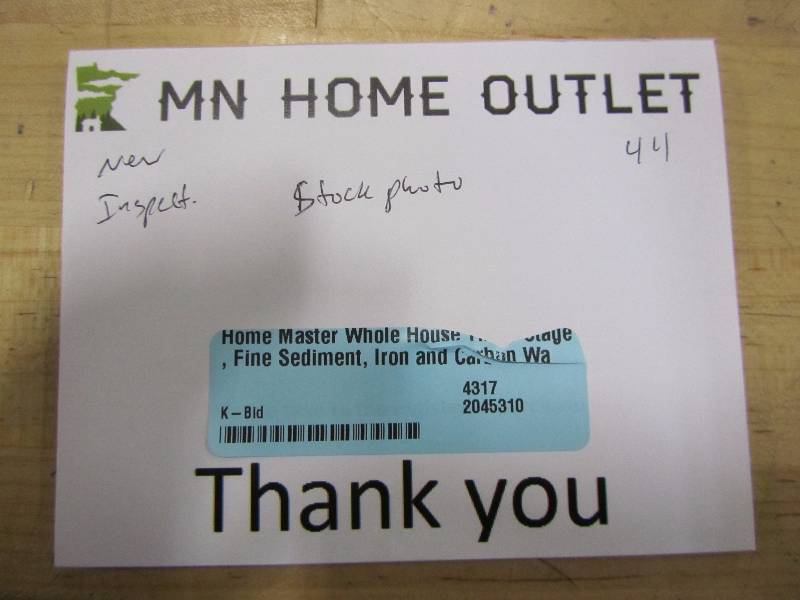 MN HOME OUTLET
New 44
Inspect. Stock photo
Home Master Whole House Stage
, Fine Sediment, Iron and Carbon Wa
4317
K-Bid 2045310
Thank you